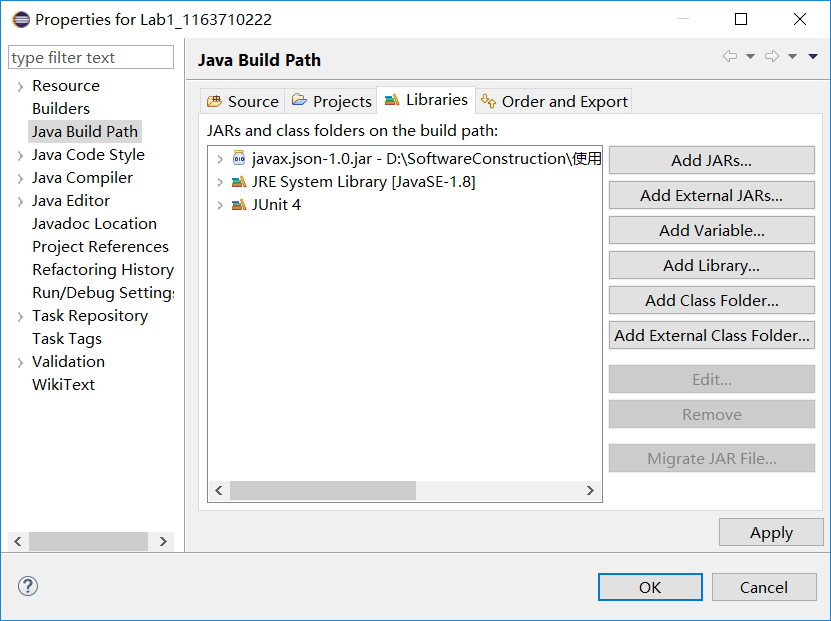 Properties for Lab1_1163710222
type filter text
Resource
Builders
Java Build Path
Java Code Style
Java Compiler
Java Editor
Javadoc Location
Project References
Refactoring History
Run/Debug Settings
Task Repository
Task Tags
Validation
WikiText
Java Build Path
Source
Projects
Libraries
Order and Export
JARs and class folders on the build path:
javax.json-1.0.jar - D:\SoftwareConstruction\使用
JRE System Library [JavaSE-1.8]
JUnit 4
Add JARs...
Add External JARs...
Add Variable...
Add Library...
Add Class Folder...
Add External Class Folder...
Edit...
Remove
Migrate JAR File...
Apply
?
OK
Cancel